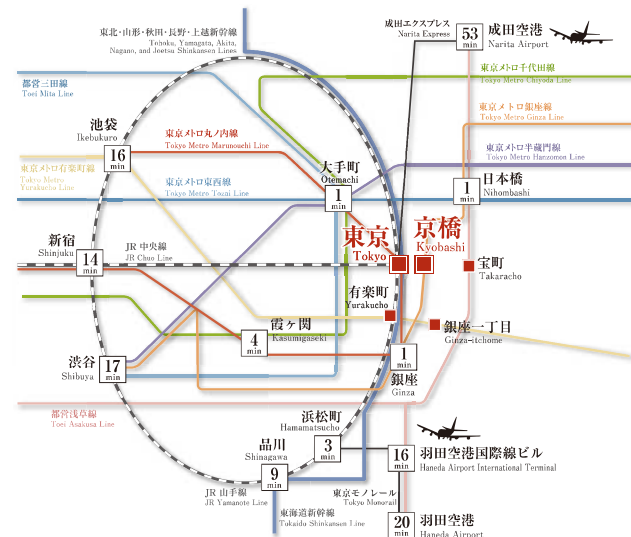 東北・山形・秋田・長野・上越新幹線
Tohoku, Yamagata, Akita,
Nagano, and Joetsu Shinkansen Lines
成田エクスプレス
Narita Express
53
min
成田空港
Narita Airport
都営三田線
Toei Mita Line
東京メトロ千代田線
Tokyo Metro Chiyoda Line
池袋
Ikebukuro
16
min
東京メトロ丸ノ内線
Tokyo Metro Marunouchi Line
東京メトロ銀座線
Tokyo Metro Ginza Line
東京メトロ有楽町線
Tokyo Metro
Yurakucho Line
東京メトロ東西線
Tokyo Metro Tozai Line
大手町
Otemachi
1
min
東京メトロ半蔵門線
Tokyo Metro Hanzomon Line
1
min
日本橋
Nihombashi
新宿
Shinjuku
14
min
JR 中央線
JR Chuo Line
東京
Tokyo
京橋
Kyobashi
宝町
Takaracho
有楽町
Yurakucho
銀座一丁目
Ginza-itchome
4
min
霞ヶ関
Kasumigaseki
渋谷
Shibuya
17
min
1
min
銀座
Ginza
都営浅草線
Toei Asakusa Line
浜松町
Hamamatsucho
3
min
品川
Shinagawa
9
min
16
min
羽田空港国際線ビル
Haneda Airport International Terminal
JR 山手線
JR Yamanote Line
東京モノレール
Tokyo Monorail
東海道新幹線
Tokaido Shinkansen Line
20
min
羽田空港
Haneda Airport